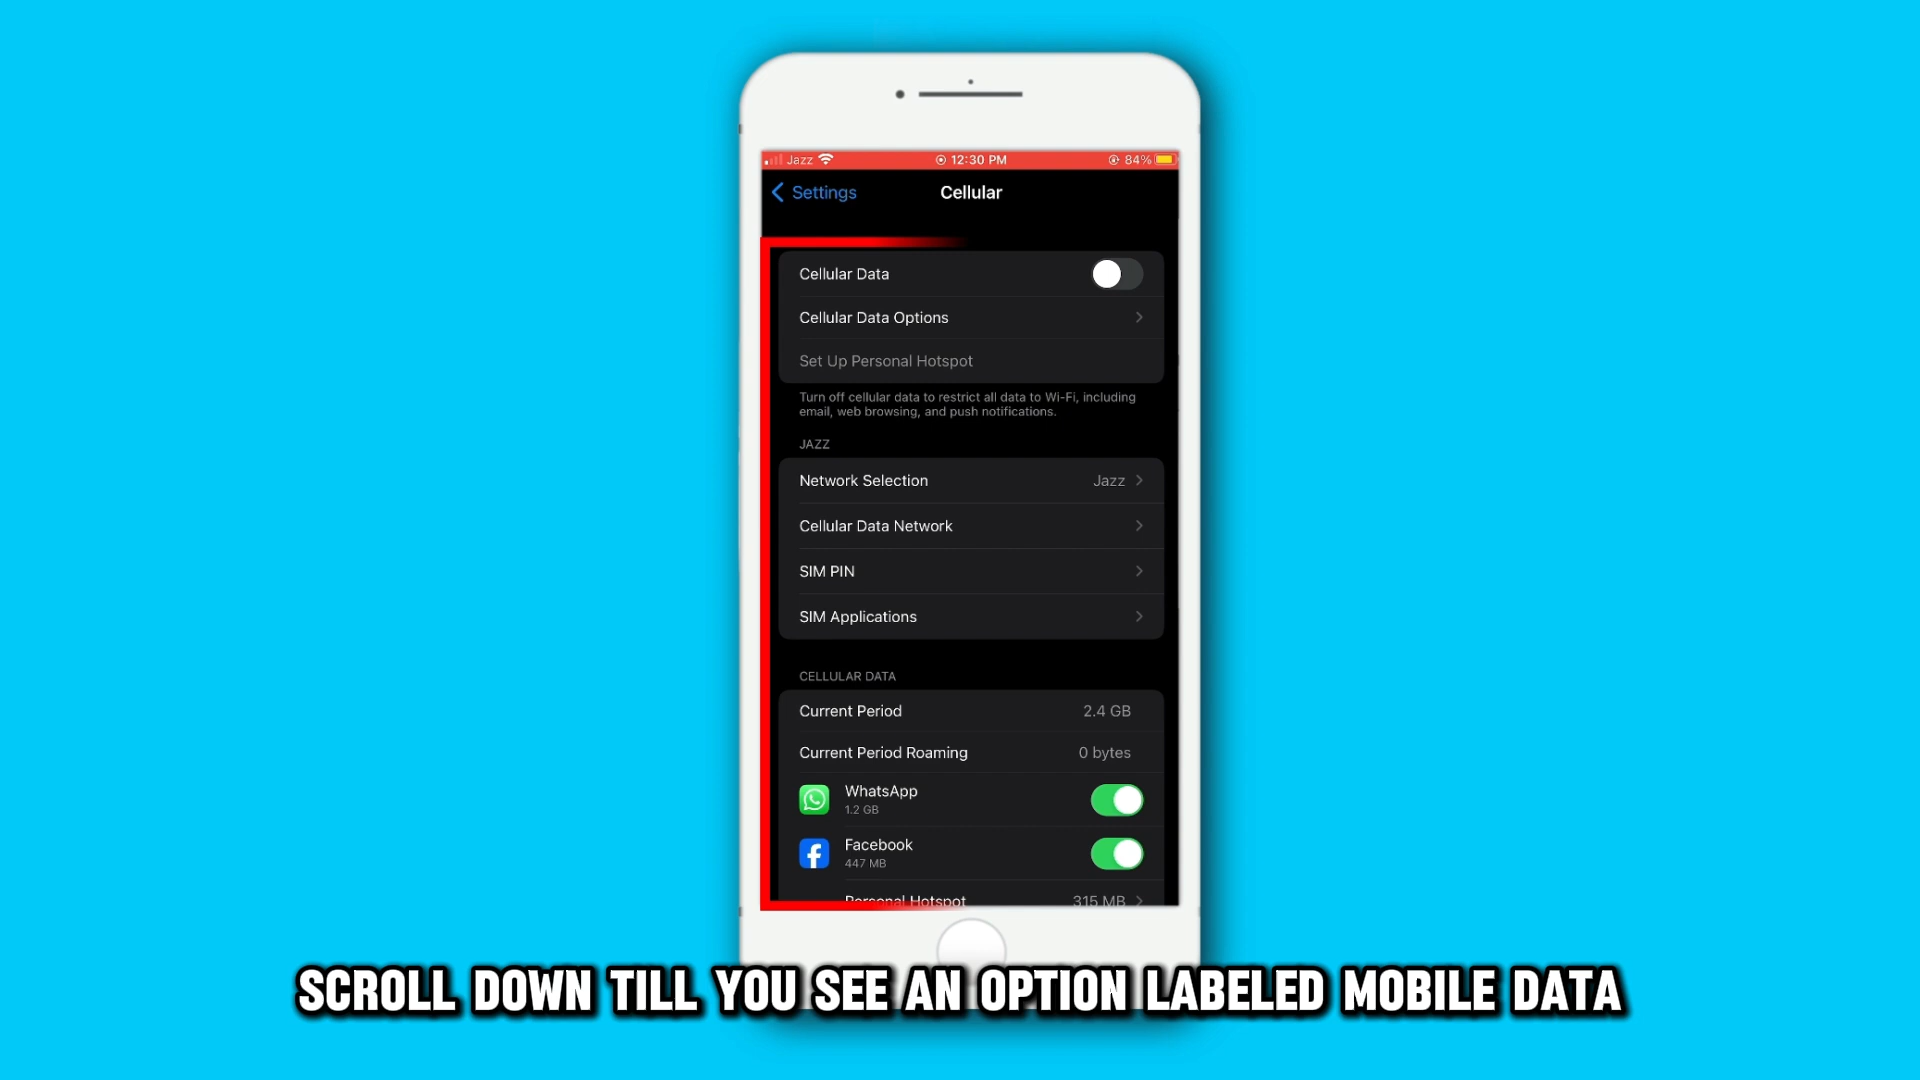 Jazz 12:30 PM 84%
Settings Cellular
Cellular Data
Cellular Data Options
Set Up Personal Hotspot
Turn off cellular data to restrict all data to Wi-Fi, including
email, web browsing, and push notifications.
JAZZ
Network Selection Jazz
Cellular Data Network
SIM PIN
SIM Applications
CELLULAR DATA
Current Period 2.4 GB
Current Period Roaming 0 bytes
WhatsApp
1.2 GB
Facebook
447 MB
Personal Hotspot 315 MB
SCROLL DOWN TILL YOU SEE AN OPTION LABELED MOBILE DATA